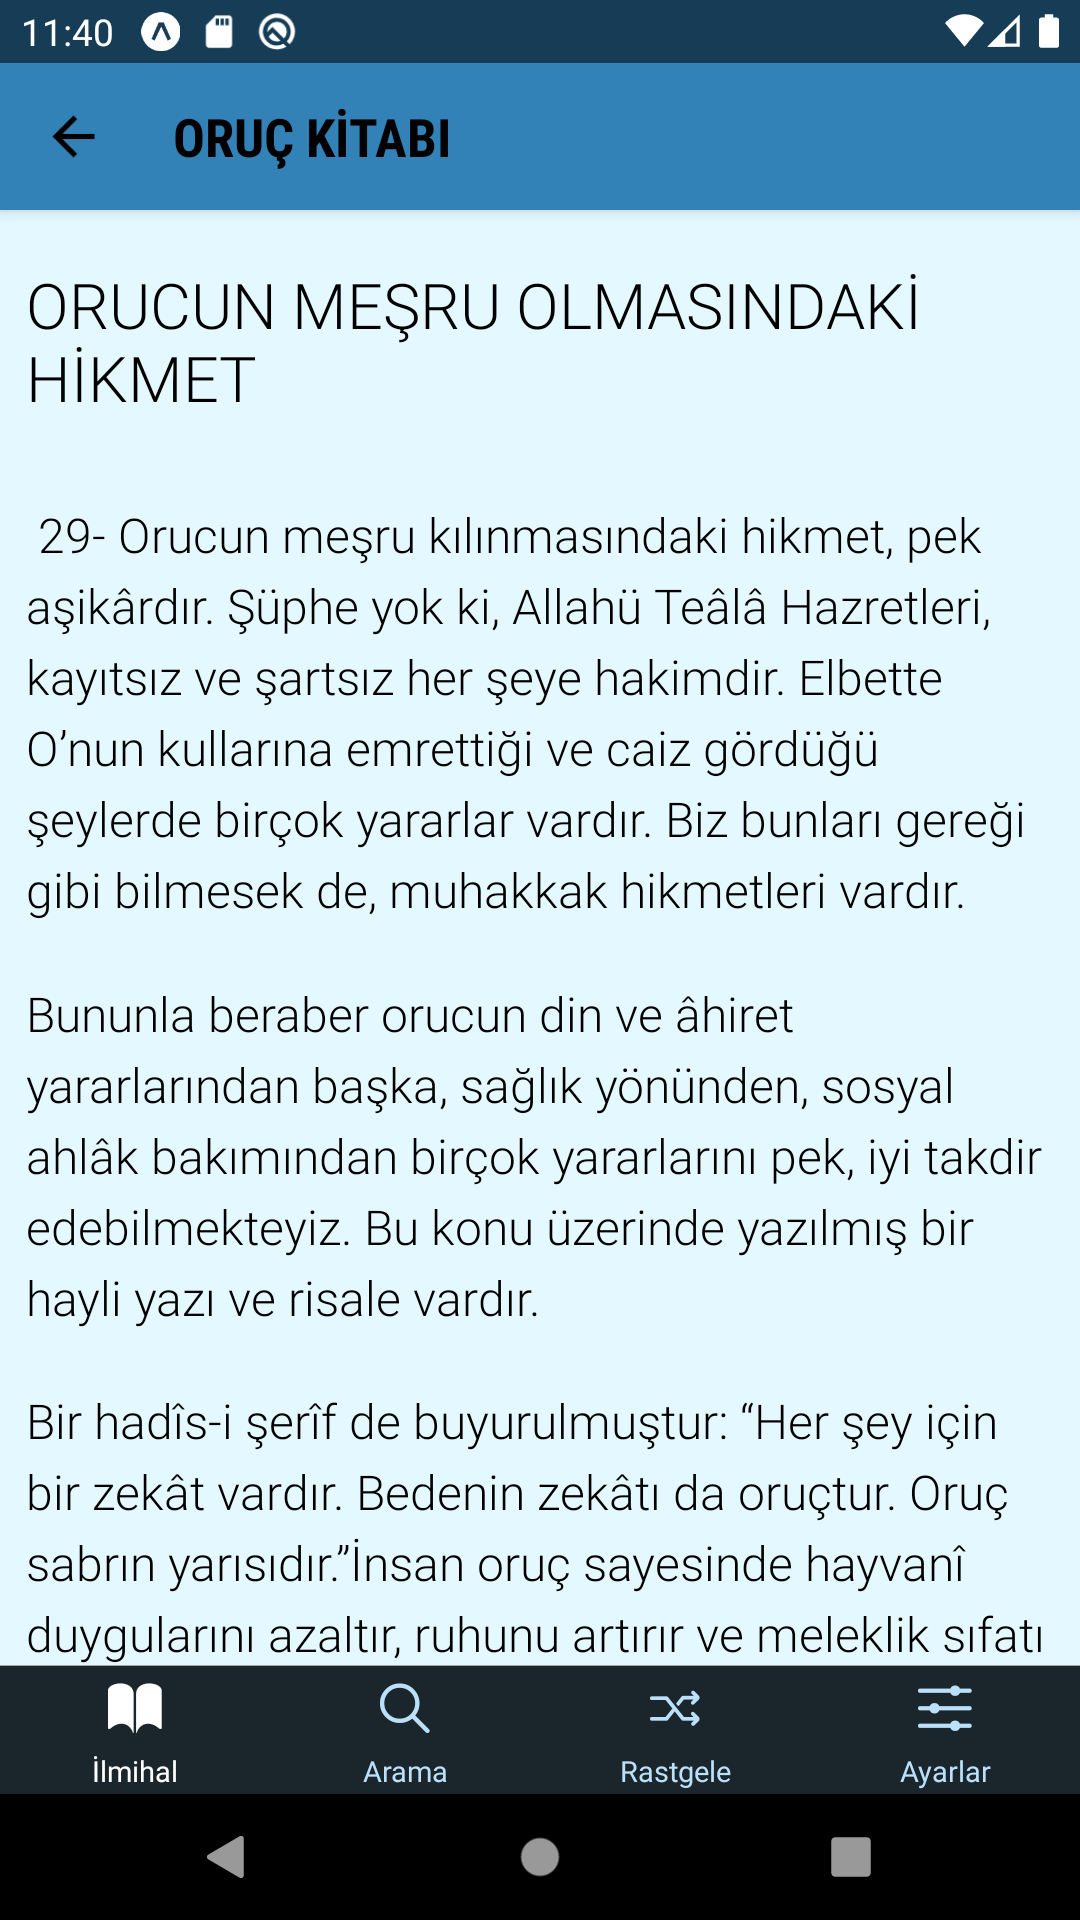 11:40
ORUÇ KİTABI
ORUCUN MEŞRU OLMASINDAKİ
HİKMET
29- Orucun meşru kılınmasındaki hikmet, pek
aşikârdır. Şüphe yok ki, Allahü Teâlâ Hazretleri,
kayıtsız ve şartsız her şeye hakimdir. Elbette
O’nun kullarına emrettiği ve caiz gördüğü
şeylerde birçok yararlar vardır. Biz bunları gereği
gibi bilmesek de, muhakkak hikmetleri vardır.
Bununla beraber orucun din ve âhiret
yararlarından başka, sağlık yönünden, sosyal
ahlâk bakımından birçok yararlarını pek, iyi takdir
edebilmekteyiz. Bu konu üzerinde yazılmış bir
hayli yazı ve risale vardır.
Bir hadîs-i şerîf de buyurulmuştur: “Her şey için
bir zekât vardır. Bedenin zekâtı da oruçtur. Oruç
sabrın yarısıdır.”İnsan oruç sayesinde hayvanî
duygularını azaltır, ruhunu artırır ve meleklik sıfatı
İlmihal
Arama
Rastgele
Ayarlar